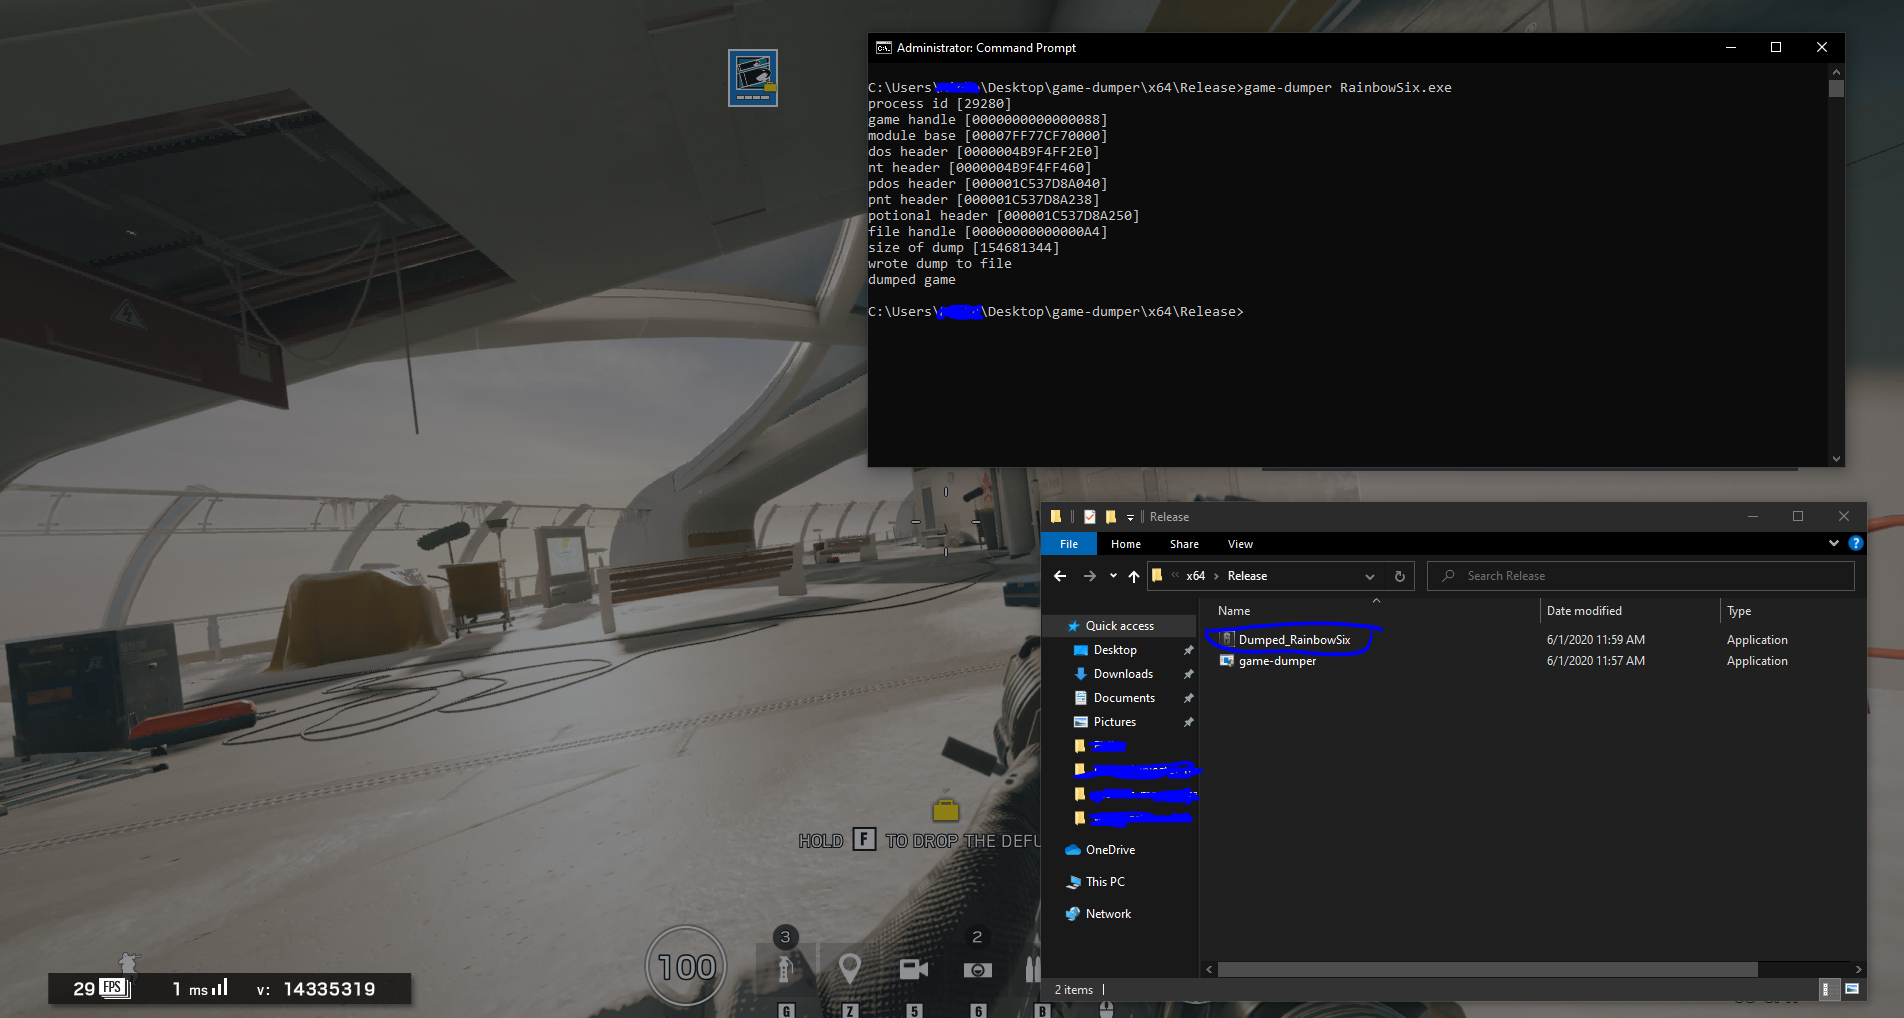 Administrator: Command Prompt
C:\Users\
\Desktop\game-dumper\x64\Release>game-dumper RainbowSix.exe
process id [29280]
game handle [0000000000000088]
module base [00007FF77CF70000]
dos header [0000004B9F4FF2E0]
nt header [0000004B9F4FF460]
pdos header [000001C537D8A040]
pnt header [000001C537D8A238]
potional header [000001C537D8A250]
file handle [00000000000000A4]
size of dump [154681344]
wrote dump to file
dumped game
C:\Users\
\Desktop\game-dumper\x64\Release>
Release
File Home Share View
x64 Release
Search Release
Name Date modified Type
Quick access
Desktop
Downloads
Documents
Pictures
OneDrive
This PC
Network
Dumped_RainbowSix 6/1/2020 11:59 AM Application
game-dumper 6/1/2020 11:57 AM Application
2 items
HOLD F TO DROP THE DEFU
3
2
100
G Z 5 6 B
29 FPS 1 ms v: 14335319